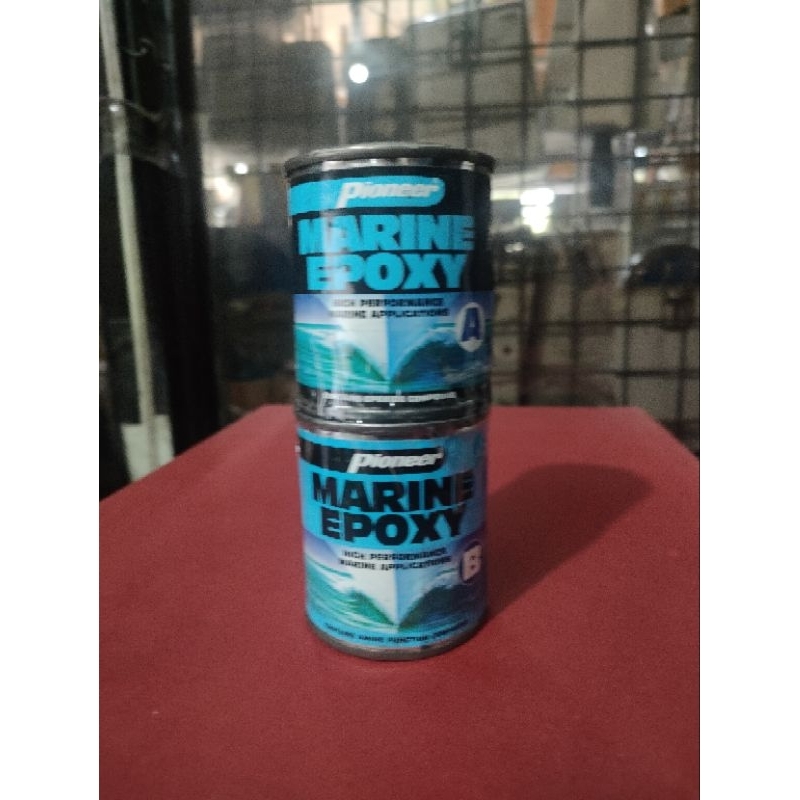 Pioneer
MARINE
EPOXY
HIGH PERFORMANCE
MARINE APPLICATIONS
A
Pioneer
MARINE
EPOXY
HIGH PERFORMANCE
MARINE APPLICATIONS
B